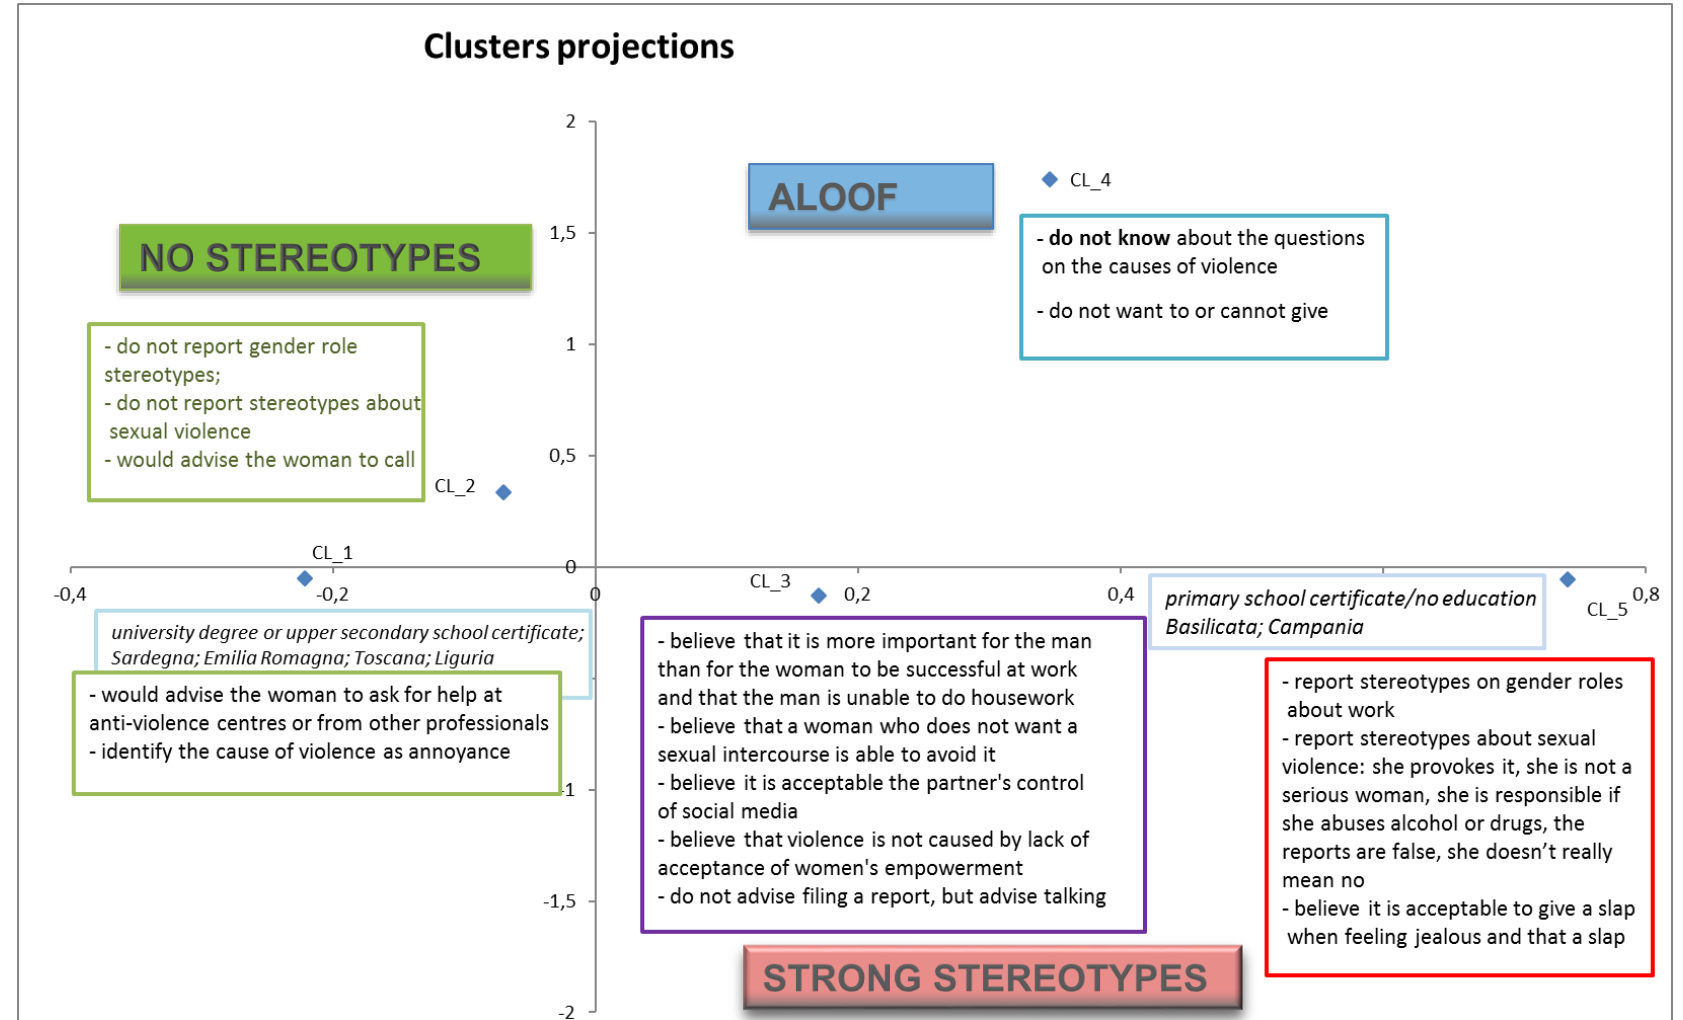 Clusters projections
2
ALOOF
CL_4
1,5
NO STEREOTYPES
- do not know about the questions
on the causes of violence
- do not want to or cannot give
1
- do not report gender role
stereotypes;
- do not report stereotypes about
sexual violence
- would advise the woman to call
0,5
CL_2
CL_1
0
CL_3
-0,4
-0,2
0
0,2
0,4
0,8
CL_5
primary school certificate/no education
Basilicata; Campania
university degree or upper secondary school certificate;
Sardegna; Emilia Romagna; Toscana; Liguria
- would advise the woman to ask for help at
anti-violence centres or from other professionals
- identify the cause of violence as annoyance
- believe that it is more important for the man
than for the woman to be successful at work
and that the man is unable to do housework
- believe that a woman who does not want a
sexual intercourse is able to avoid it
- believe it is acceptable the partner's control
of social media
- believe that violence is not caused by lack of
acceptance of women's empowerment
- do not advise filing a report, but advise talking
- report stereotypes on gender roles
about work
- report stereotypes about sexual
violence: she provokes it, she is not a
serious woman, she is responsible if
she abuses alcohol or drugs, the
reports are false, she doesn’t really
mean no
- believe it is acceptable to give a slap
when feeling jealous and that a slap
-1
-1,5
STRONG STEREOTYPES
-2